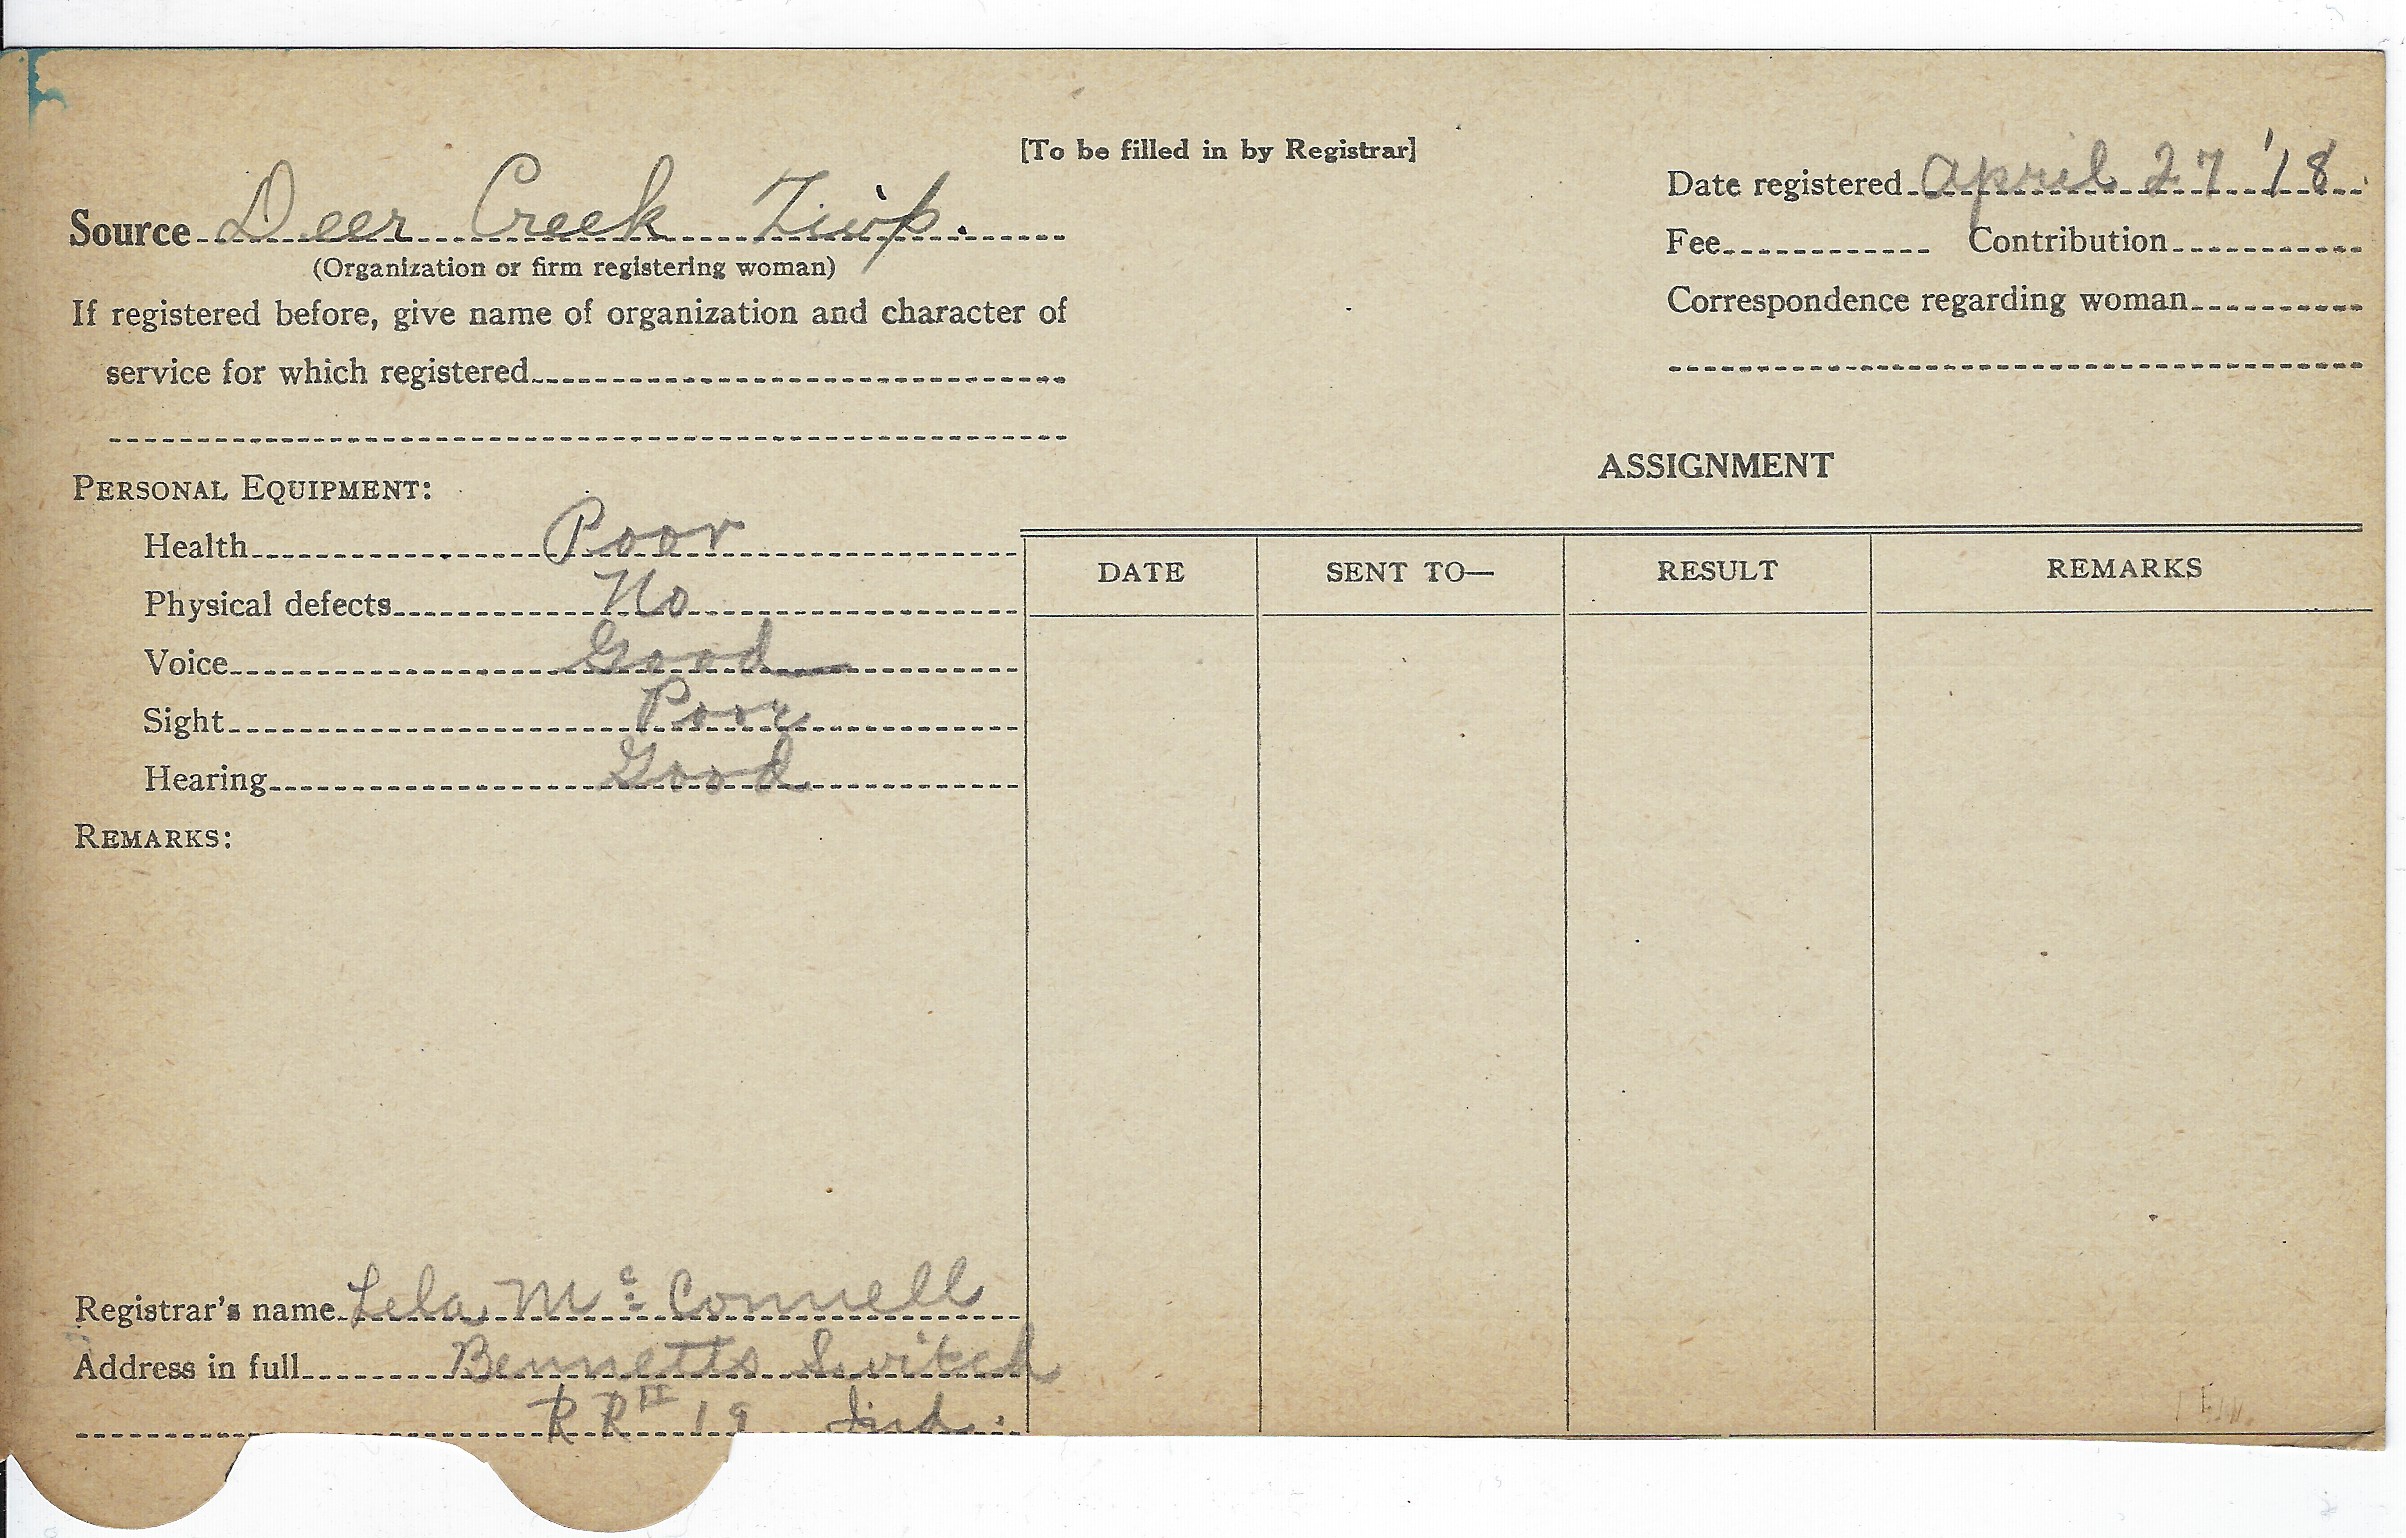 [To be filled in by Registrar]
Source Deer Creek Twp.
(Organization or firm registering woman)
If registered before, give name of organization and character of
service for which registered
Date registered April 27 '18
Fee Contribution
Correspondence regarding woman
PERSONAL EQUIPMENT:
Health Poor
Physical defects No
Voice Good
Sight Poor
Hearing Good
REMARKS:
ASSIGNMENT
DATE SENT TO— RESULT REMARKS
Registrar's name Lela Mc Connell
Address in full Bennetts Switch
R R # 19 Ind.